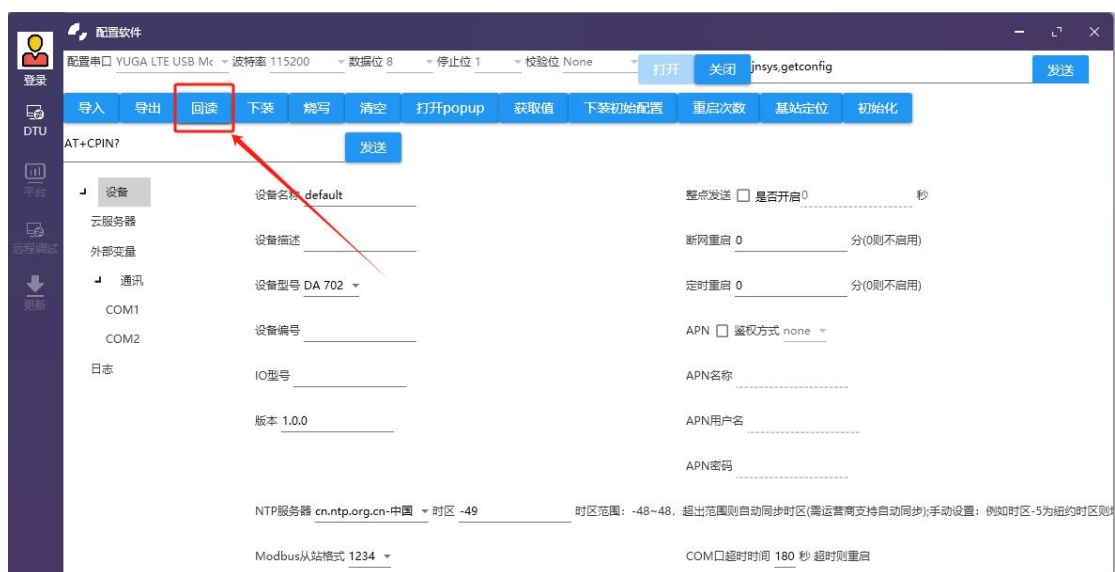 配置软件
登录
DTU
平台
远程调试
更新
配置串口 YUGA LTE USB Mc 波特率 115200 数据位 8 停止位 1 校验位 None 打开 关闭 jnsys,getconfig 发送
导入 导出 回读 下装 烧写 清空 打开popup 获取值 下装初始配置 重启次数 基站定位 初始化
AT+CPIN? 发送
设备
云服务器
外部变量
通讯
COM1
COM2
日志
设备名称 default
设备描述
设备型号 DA 702
设备编号
IO型号
版本 1.0.0
整点发送 是否开启0 秒
断网重启 0 分(0则不启用)
定时重启 0 分(0则不启用)
APN 鉴权方式 none
APN名称
APN用户名
APN密码
NTP服务器 cn.ntp.org.cn-中国 时区 -49 时区范围：-48~48，超出范围则自动同步时区(需运营商支持自动同步);手动设置：例如时区-5为纽约时区则
Modbus从站格式 1234 COM口超时时间 180 秒 超时则重启